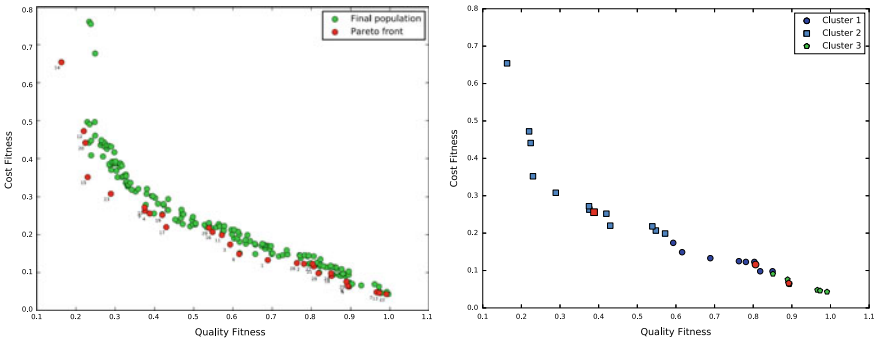 0.8
0.7
0.6
0.5
0.4
0.3
0.2
0.1
0.0
0.1 0.2 0.3 0.4 0.5 0.6 0.7 0.8 0.9 1.0 1.1
Cost Fitness
Quality Fitness
Final population
Pareto front
0.8
0.7
0.6
0.5
0.4
0.3
0.2
0.1
0.0
0.1 0.2 0.3 0.4 0.5 0.6 0.7 0.8 0.9 1.0 1.1
Cost Fitness
Quality Fitness
Cluster 1
Cluster 2
Cluster 3